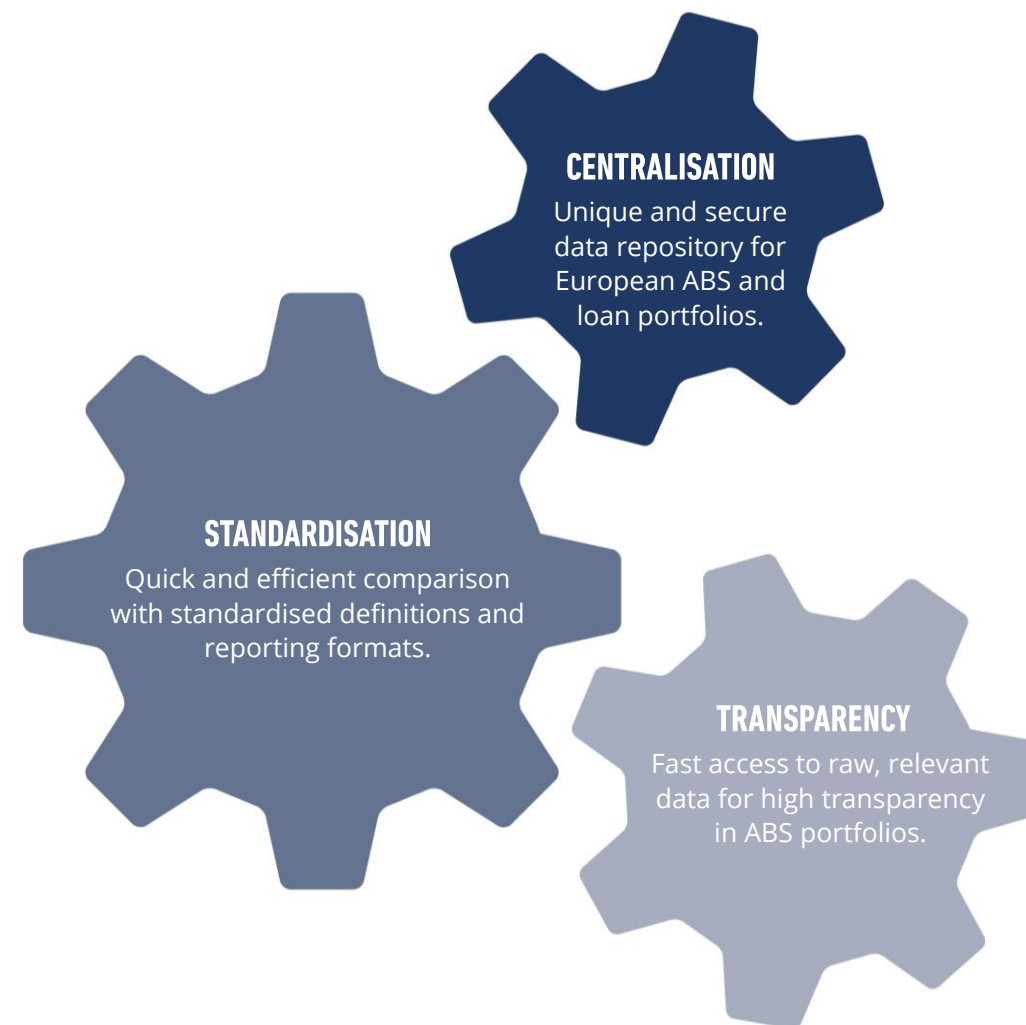 CENTRALISATION
Unique and secure
data repository for
European ABS and
loan portfolios.
STANDARDISATION
Quick and efficient comparison
with standardised definitions and
reporting formats.
TRANSPARENCY
Fast access to raw, relevant
data for high transparency
in ABS portfolios.